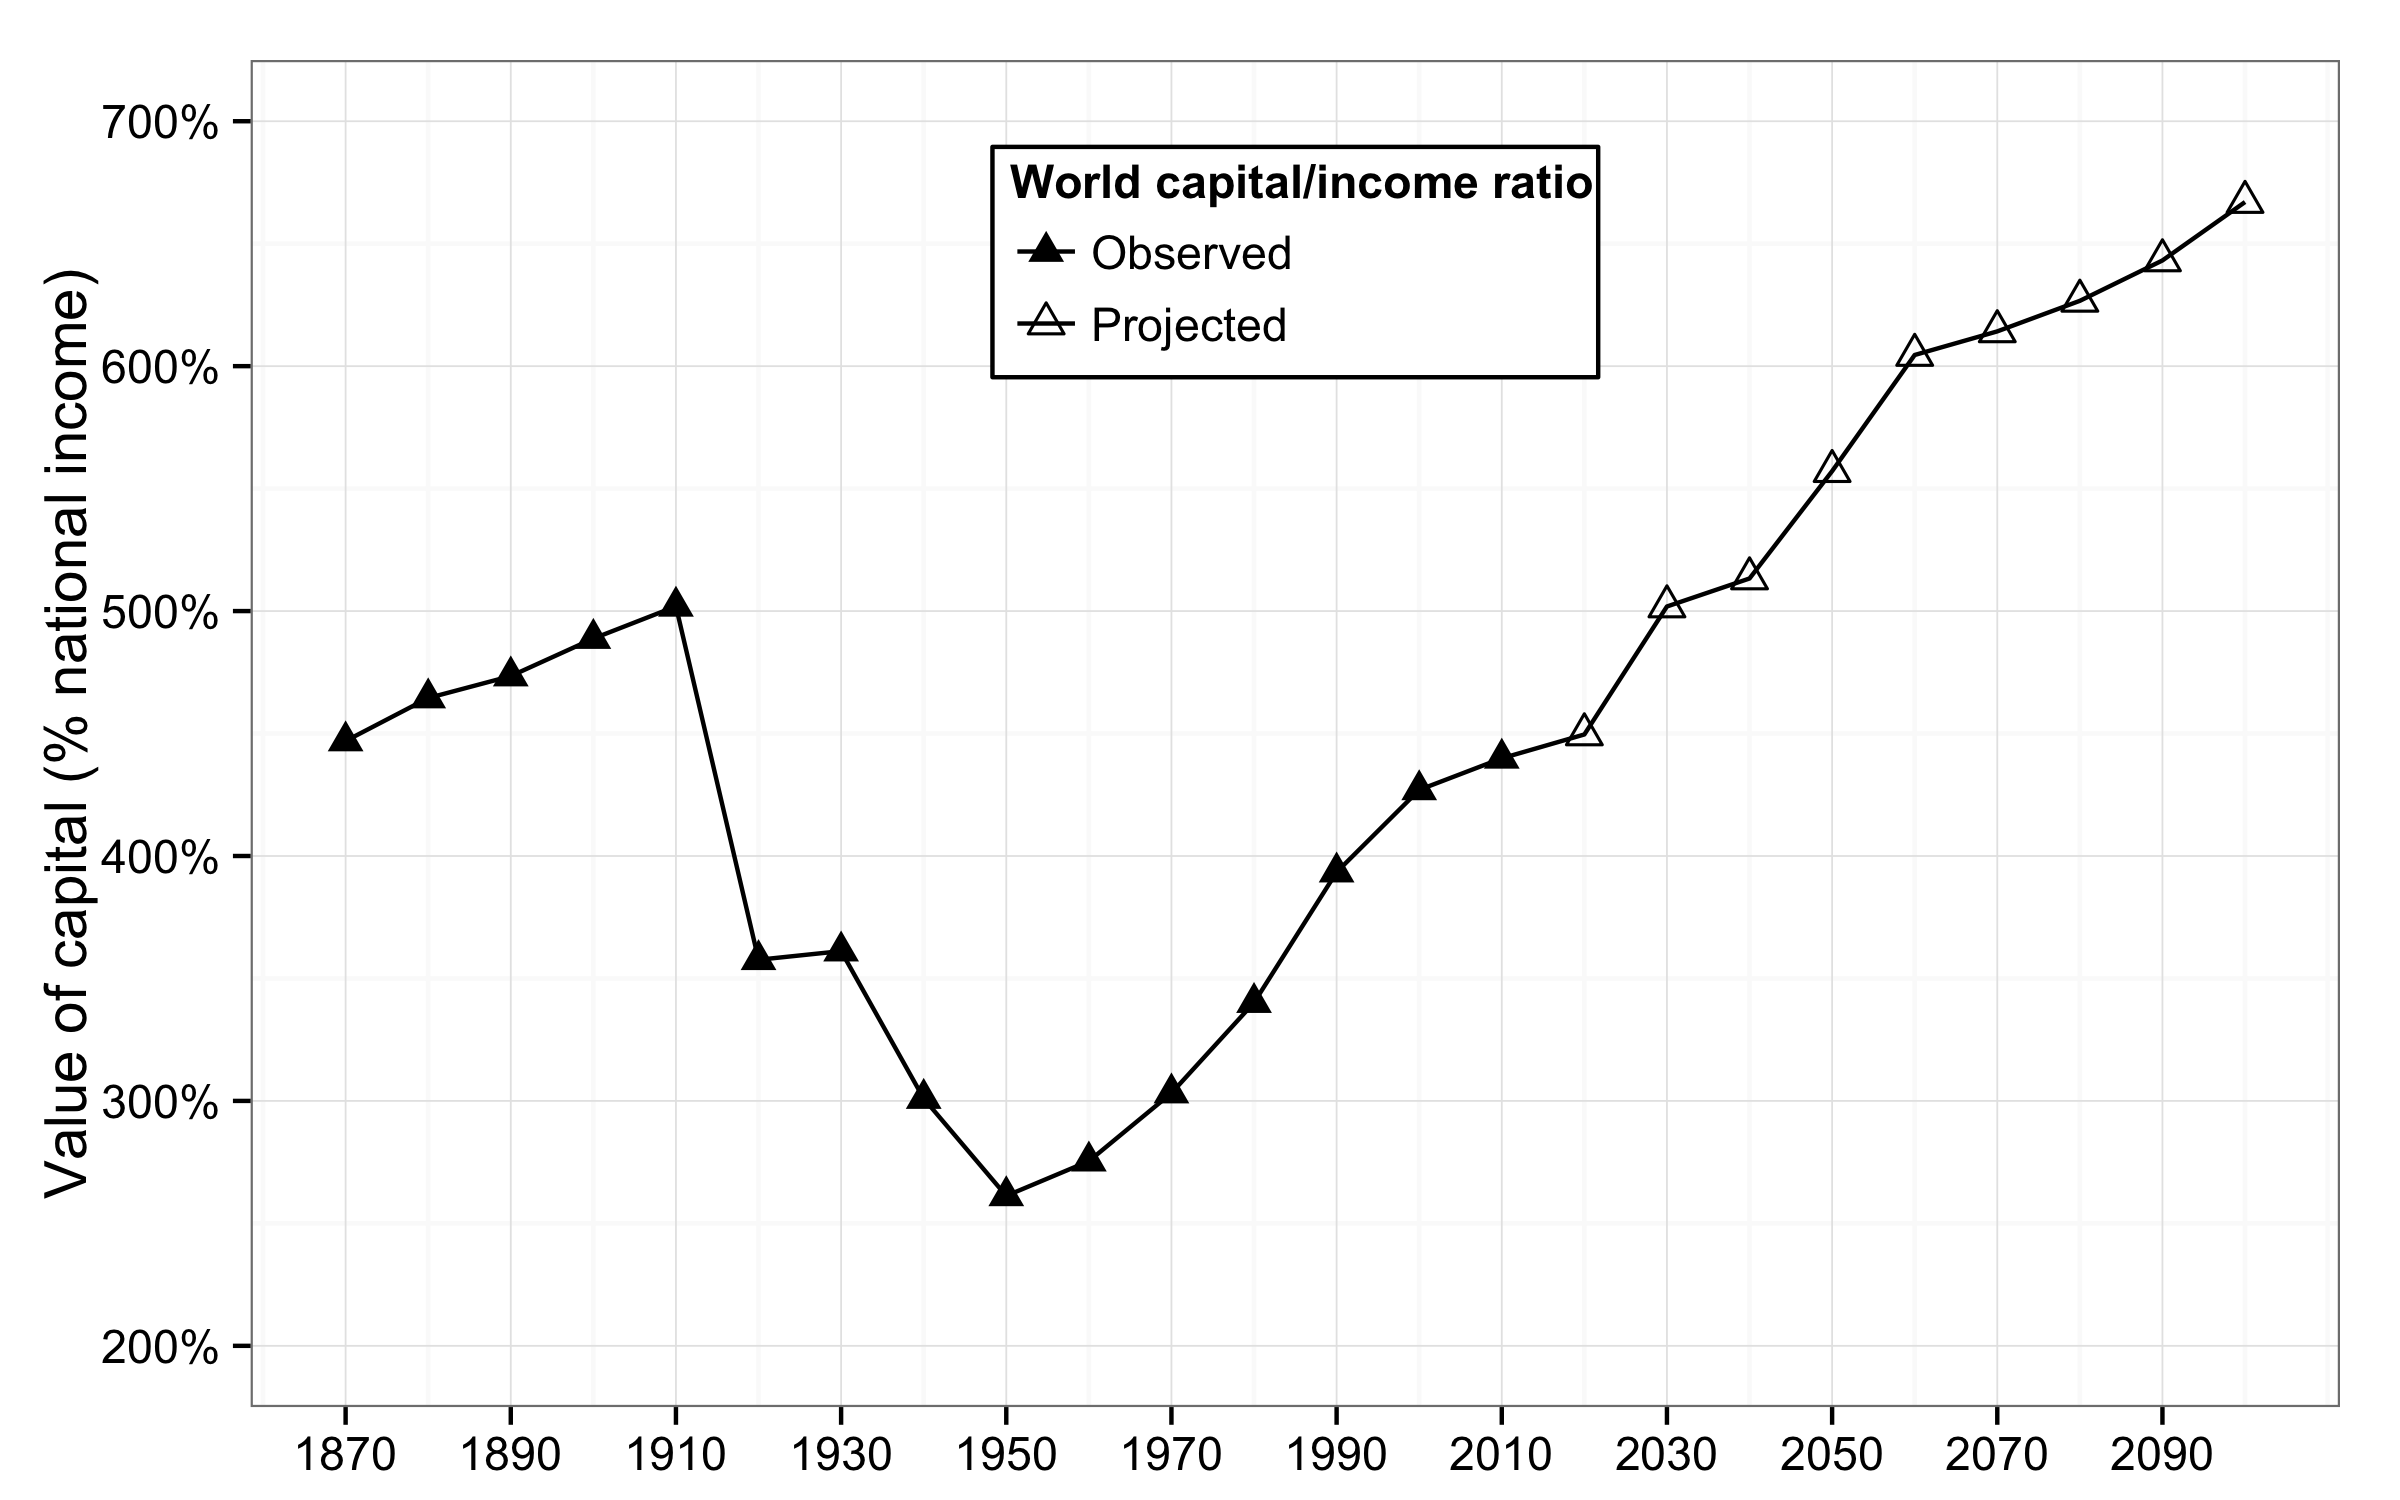 Value of capital (% national income)
700%
600%
500%
400%
300%
200%
World capital/income ratio
Observed
Projected
1870 1890 1910 1930 1950 1970 1990 2010 2030 2050 2070 2090